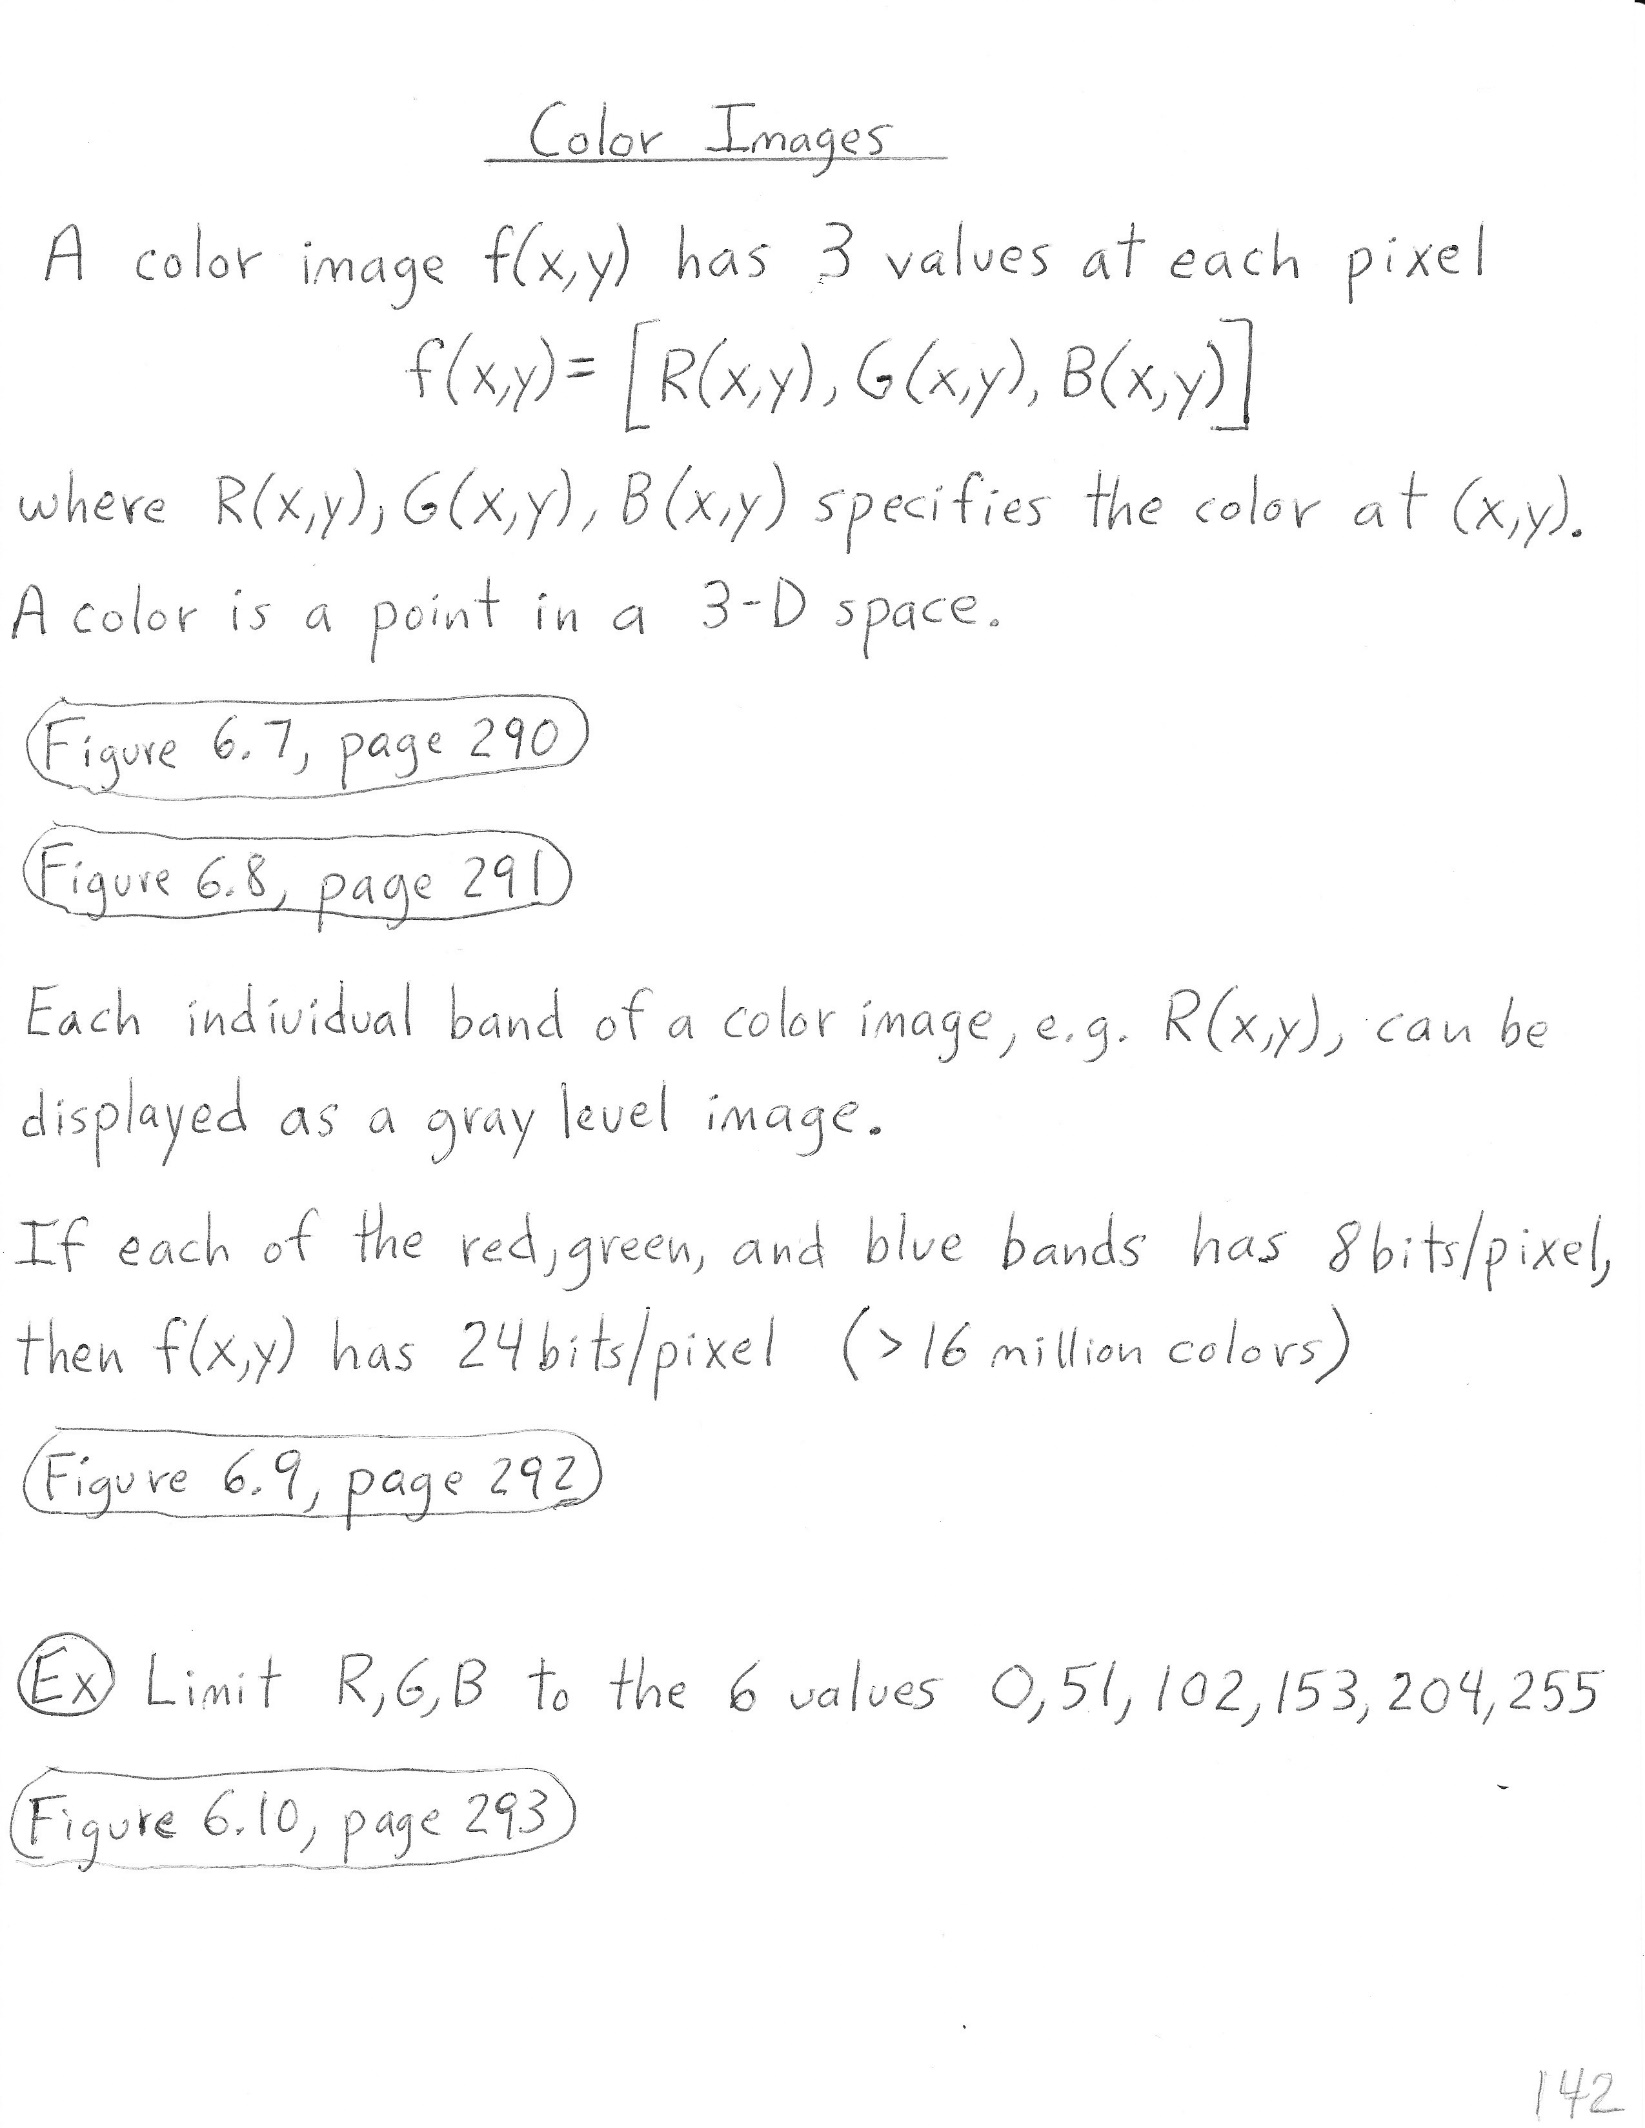 Color Images
A color image f(x,y) has 3 values at each pixel
f(x,y)= [R(x,y), G(x,y), B(x,y)]
where R(x,y), G(x,y), B(x,y) specifies the color at (x,y).
A color is a point in a 3-D space.
Figure 6.7, page 290
Figure 6.8, page 291
Each individual band of a color image, e.g. R(x,y), can be
displayed as a gray level image.
If each of the red, green, and blue bands has 8 bits/pixel,
then f(x,y) has 24 bits/pixel (>16 million colors)
Figure 6.9, page 292
Ex Limit R,G,B to the 6 values 0,51,102,153,204,255
Figure 6.10, page 293
142